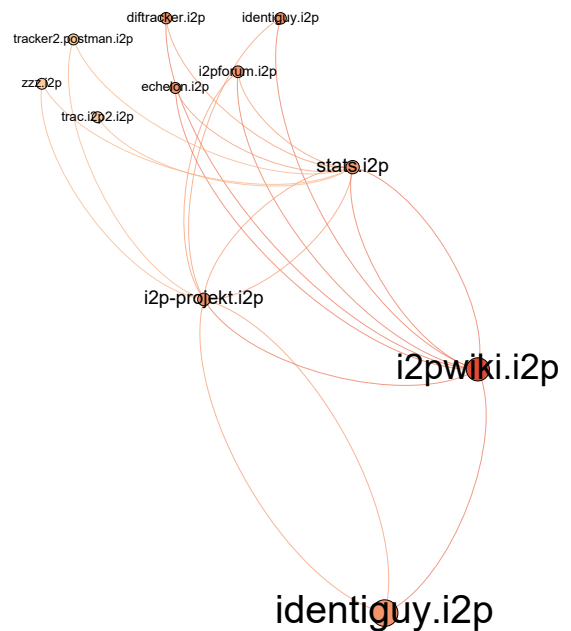 diftracker.i2p
identiguy.i2p
tracker2.postman.i2p
i2pforum.i2p
zzz.i2p
echelon.i2p
trac.i2p2.i2p
stats.i2p
i2p-projekt.i2p
i2pwiki.i2p
identiguy.i2p